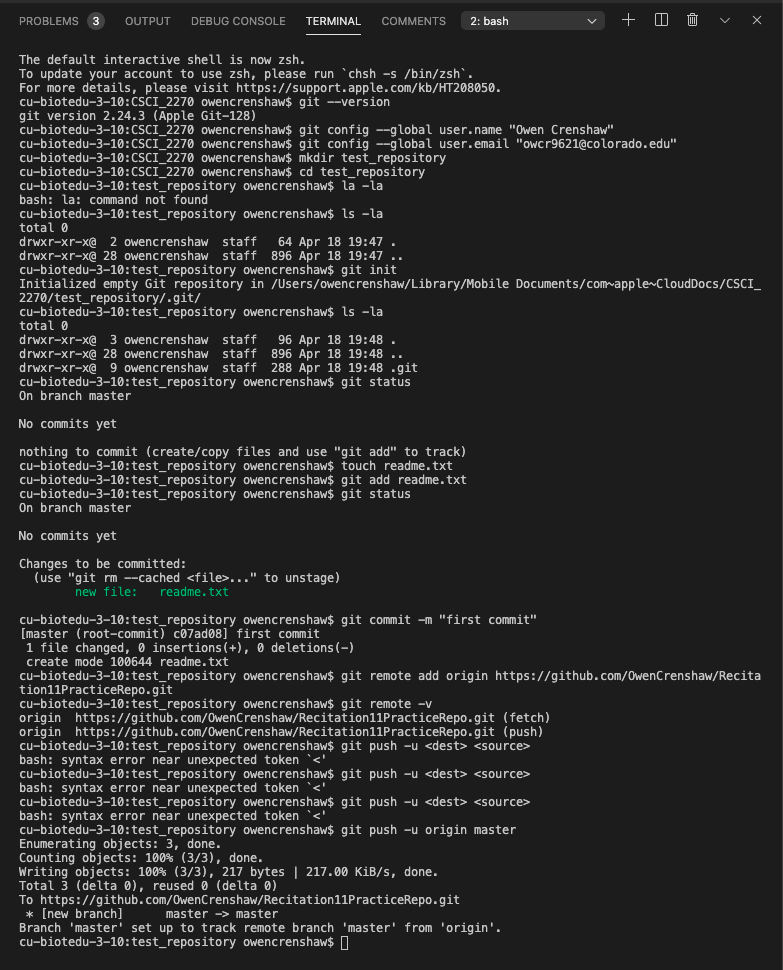 PROBLEMS 3 OUTPUT DEBUG CONSOLE TERMINAL COMMENTS 2: bash
The default interactive shell is now zsh.
To update your account to use zsh, please run `chsh -s /bin/zsh`.
For more details, please visit https://support.apple.com/kb/HT208050.
cu-biotedu-3-10:CSCI_2270 owencrenshaw$ git --version
git version 2.24.3 (Apple Git-128)
cu-biotedu-3-10:CSCI_2270 owencrenshaw$ git config --global user.name "Owen Crenshaw"
cu-biotedu-3-10:CSCI_2270 owencrenshaw$ git config --global user.email "owcr9621@colorado.edu"
cu-biotedu-3-10:CSCI_2270 owencrenshaw$ mkdir test_repository
cu-biotedu-3-10:CSCI_2270 owencrenshaw$ cd test_repository
cu-biotedu-3-10:test_repository owencrenshaw$ la -la
bash: la: command not found
cu-biotedu-3-10:test_repository owencrenshaw$ ls -la
total 0
drwxr-xr-x@  2 owencrenshaw  staff   64 Apr 18 19:47 .
drwxr-xr-x@ 28 owencrenshaw  staff  896 Apr 18 19:47 ..
cu-biotedu-3-10:test_repository owencrenshaw$ git init
Initialized empty Git repository in /Users/owencrenshaw/Library/Mobile Documents/com~apple~CloudDocs/CSCI_
2270/test_repository/.git/
cu-biotedu-3-10:test_repository owencrenshaw$ ls -la
total 0
drwxr-xr-x@  3 owencrenshaw  staff   96 Apr 18 19:48 .
drwxr-xr-x@ 28 owencrenshaw  staff  896 Apr 18 19:48 ..
drwxr-xr-x@  9 owencrenshaw  staff  288 Apr 18 19:48 .git
cu-biotedu-3-10:test_repository owencrenshaw$ git status
On branch master
No commits yet
nothing to commit (create/copy files and use "git add" to track)
cu-biotedu-3-10:test_repository owencrenshaw$ touch readme.txt
cu-biotedu-3-10:test_repository owencrenshaw$ git add readme.txt
cu-biotedu-3-10:test_repository owencrenshaw$ git status
On branch master
No commits yet
Changes to be committed:
  (use "git rm --cached <file>..." to unstage)
        new file:   readme.txt
cu-biotedu-3-10:test_repository owencrenshaw$ git commit -m "first commit"
[master (root-commit) c07ad08] first commit
 1 file changed, 0 insertions(+), 0 deletions(-)
 create mode 100644 readme.txt
cu-biotedu-3-10:test_repository owencrenshaw$ git remote add origin https://github.com/OwenCrenshaw/Recita
tion11PracticeRepo.git
cu-biotedu-3-10:test_repository owencrenshaw$ git remote -v
origin  https://github.com/OwenCrenshaw/Recitation11PracticeRepo.git (fetch)
origin  https://github.com/OwenCrenshaw/Recitation11PracticeRepo.git (push)
cu-biotedu-3-10:test_repository owencrenshaw$ git push -u <dest> <source>
bash: syntax error near unexpected token `<'
cu-biotedu-3-10:test_repository owencrenshaw$ git push -u <dest> <source>
bash: syntax error near unexpected token `<'
cu-biotedu-3-10:test_repository owencrenshaw$ git push -u <dest> <source>
bash: syntax error near unexpected token `<'
cu-biotedu-3-10:test_repository owencrenshaw$ git push -u origin master
Enumerating objects: 3, done.
Counting objects: 100% (3/3), done.
Writing objects: 100% (3/3), 217 bytes | 217.00 KiB/s, done.
Total 3 (delta 0), reused 0 (delta 0)
To https://github.com/OwenCrenshaw/Recitation11PracticeRepo.git
 * [new branch]      master -> master
Branch 'master' set up to track remote branch 'master' from 'origin'.
cu-biotedu-3-10:test_repository owencrenshaw$